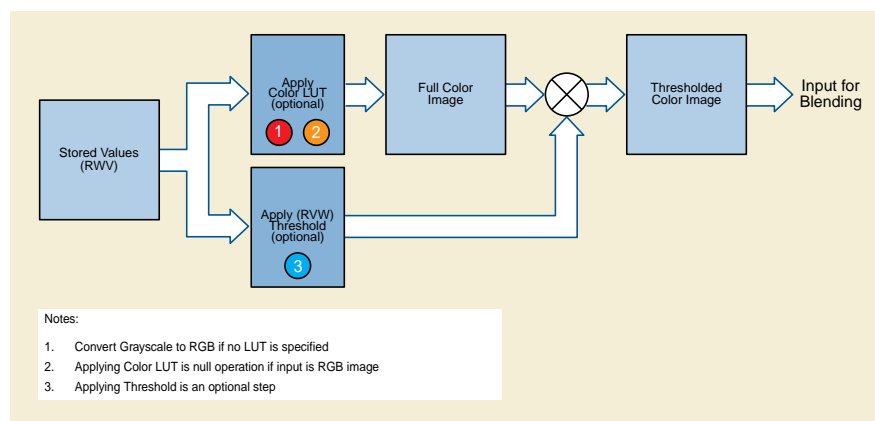 Stored Values
(RWV)
Apply
Color LUT
(optional)
1
2
Full Color
Image
Thresholded
Color Image
Input for
Blending
Apply (RVW)
Threshold
(optional)
3
Notes:
1. Convert Grayscale to RGB if no LUT is specified
2. Applying Color LUT is null operation if input is RGB image
3. Applying Threshold is an optional step